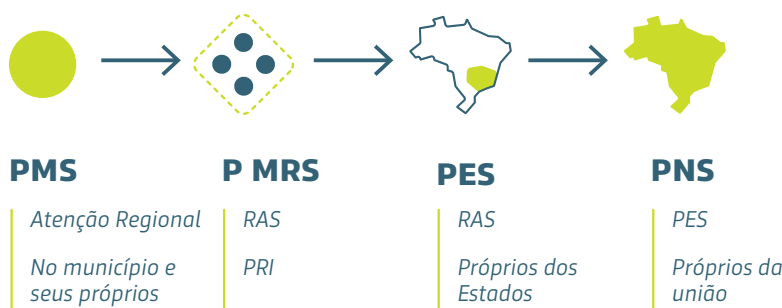 PMS
Atenção Regional
No município e
seus próprios
P MRS
RAS
PRI
PES
RAS
Próprios dos
Estados
PNS
PES
Próprios da
união